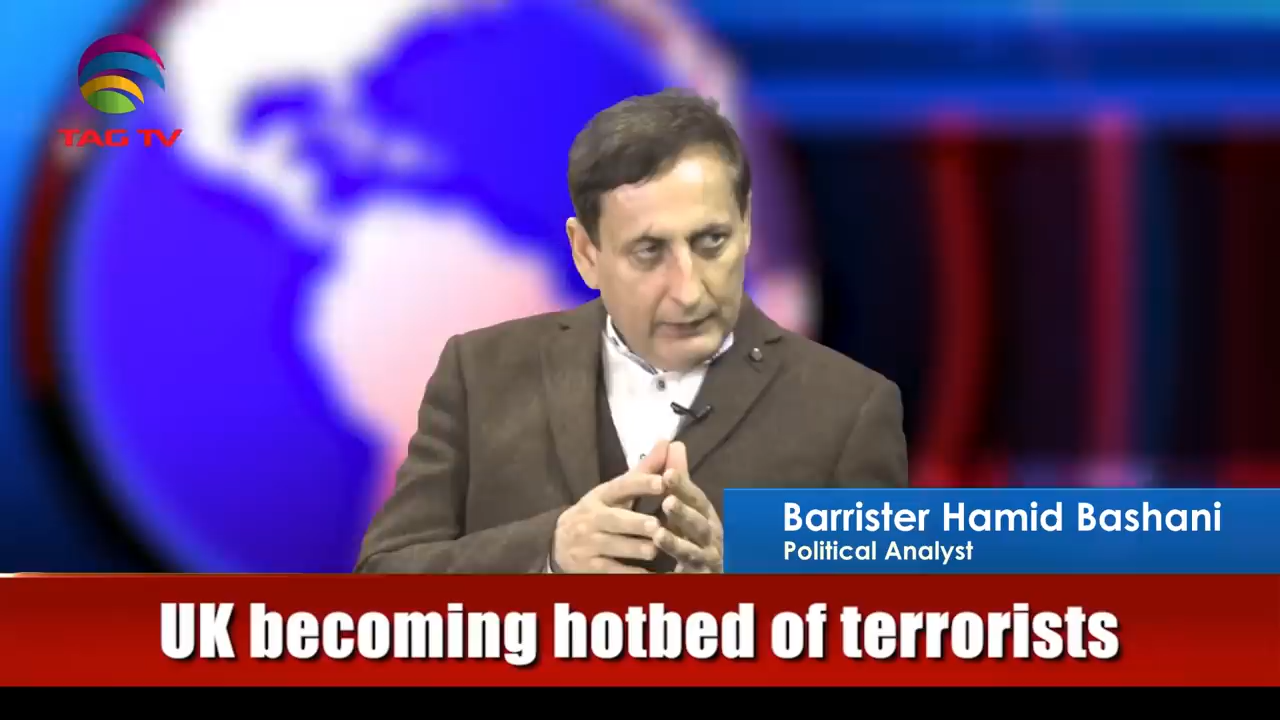 TAG TV
Barrister Hamid Bashani
Political Analyst
UK becoming hotbed of terrorists